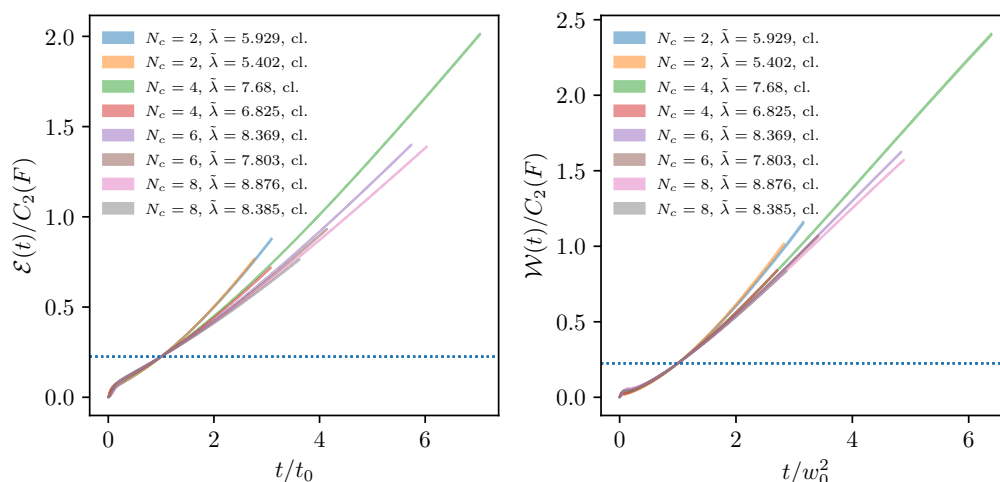 2.0
1.5
1.0
0.5
0.0
ℰ(t)/C₂(F)
N_c = 2, λ̃ = 5.929, cl.
N_c = 2, λ̃ = 5.402, cl.
N_c = 4, λ̃ = 7.68, cl.
N_c = 4, λ̃ = 6.825, cl.
N_c = 6, λ̃ = 8.369, cl.
N_c = 6, λ̃ = 7.803, cl.
N_c = 8, λ̃ = 8.876, cl.
N_c = 8, λ̃ = 8.385, cl.
0 2 4 6
t/t₀
2.5
2.0
1.5
1.0
0.5
0.0
𝒲(t)/C₂(F)
N_c = 2, λ̃ = 5.929, cl.
N_c = 2, λ̃ = 5.402, cl.
N_c = 4, λ̃ = 7.68, cl.
N_c = 4, λ̃ = 6.825, cl.
N_c = 6, λ̃ = 8.369, cl.
N_c = 6, λ̃ = 7.803, cl.
N_c = 8, λ̃ = 8.876, cl.
N_c = 8, λ̃ = 8.385, cl.
0 2 4 6
t/w₀²